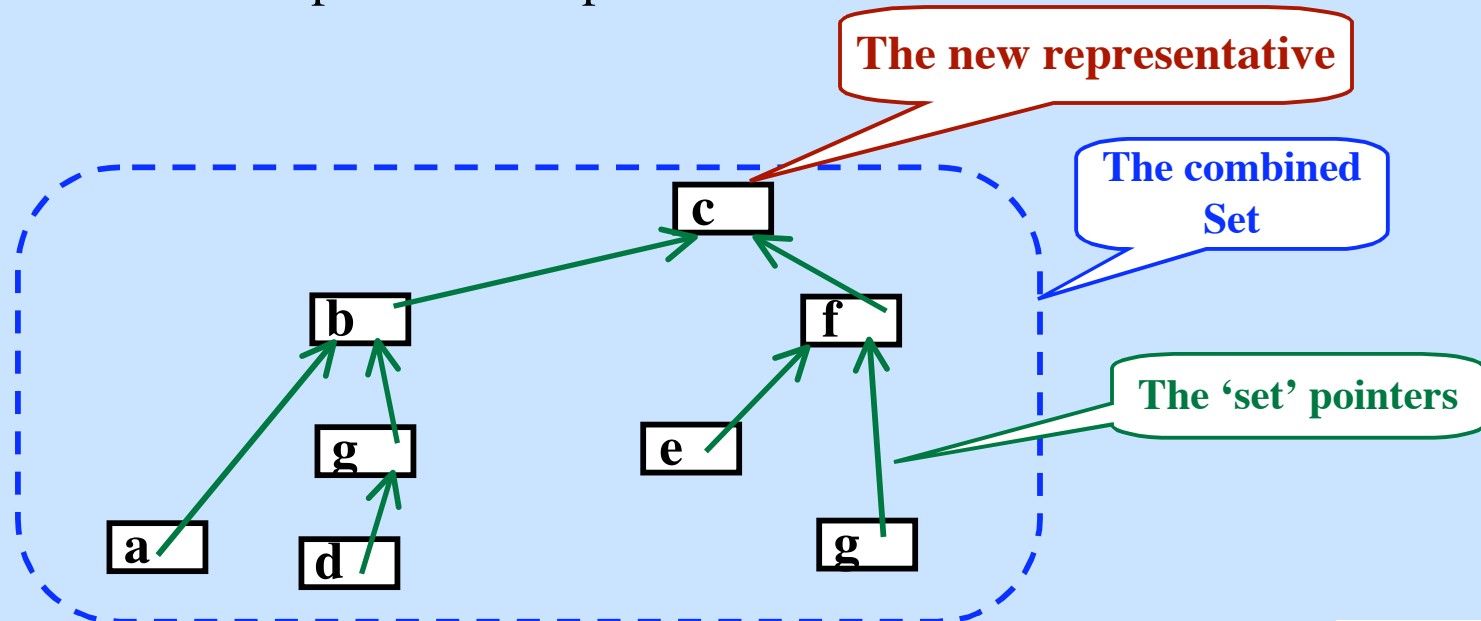 The new representative
The combined
Set
c
b
f
The ‘set’ pointers
g
e
a
d
g